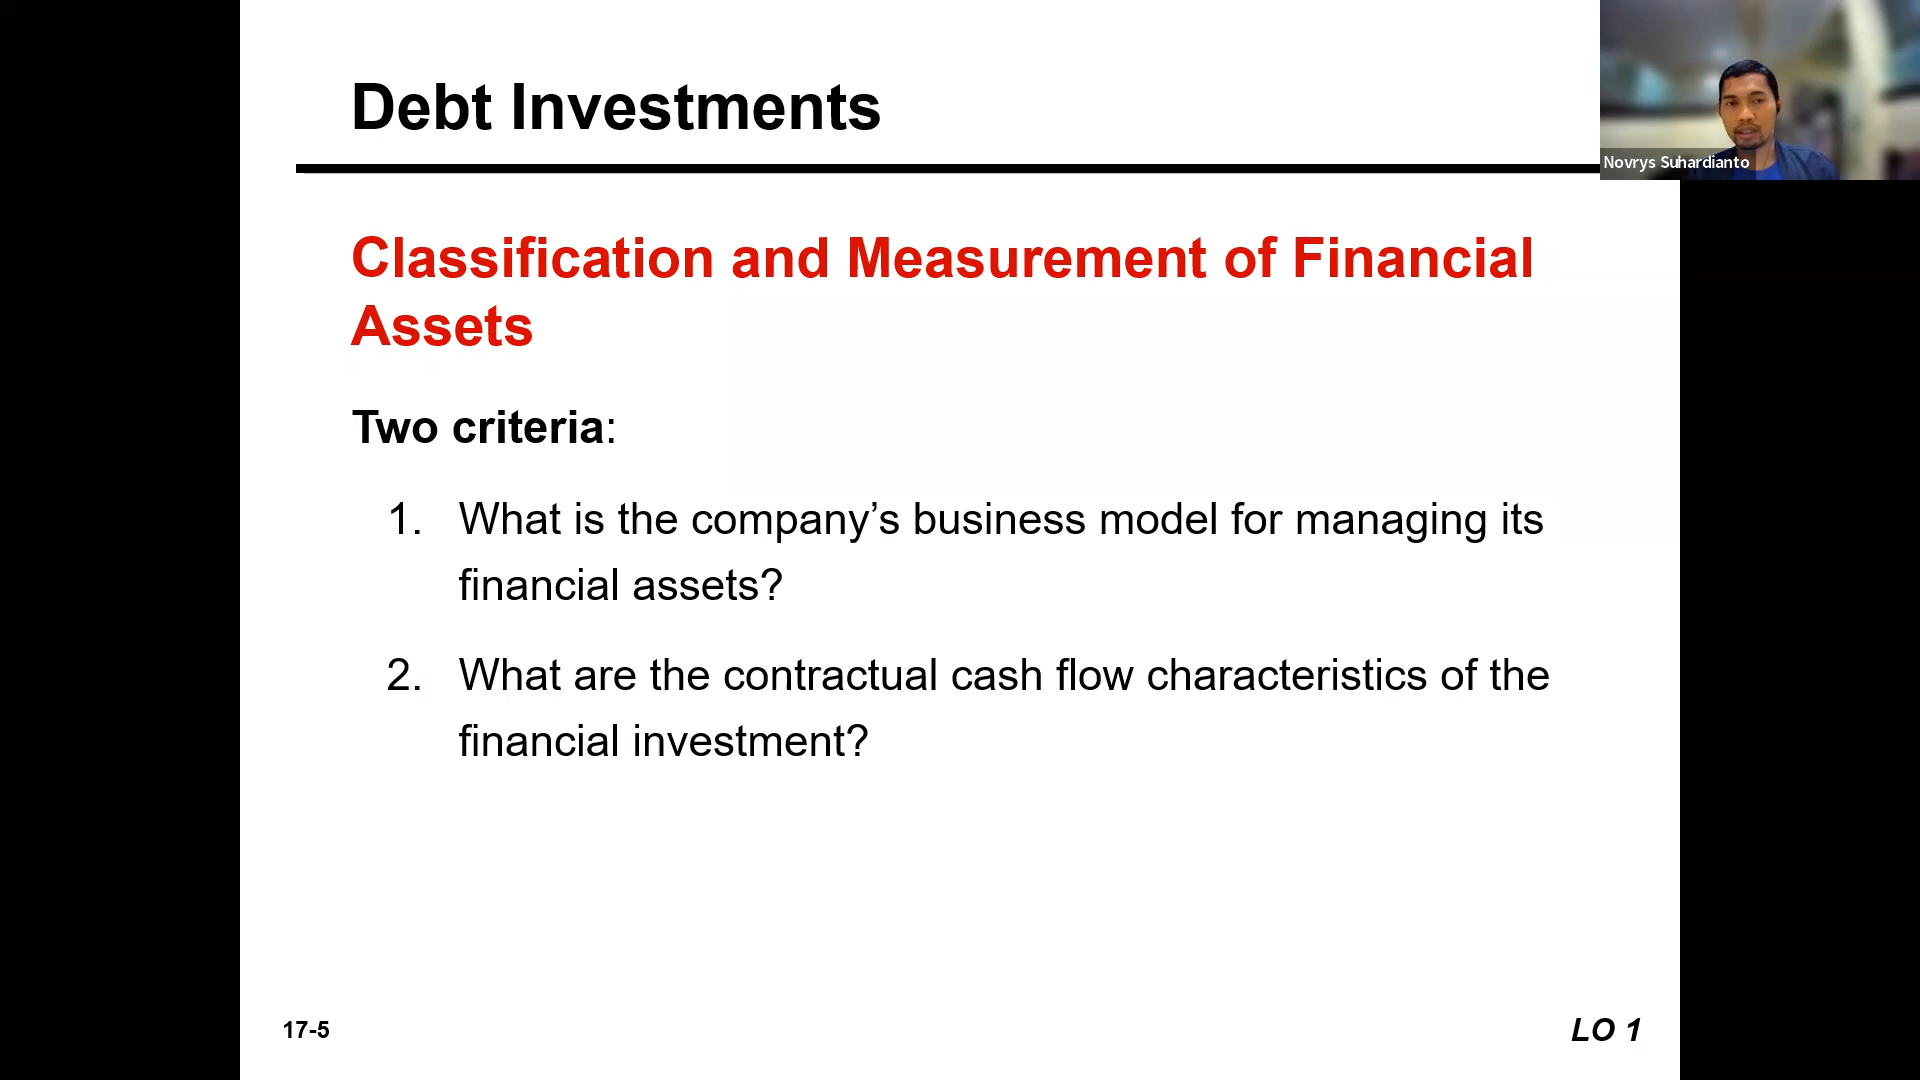 Debt Investments
Novrys Suhardianto
Classification and Measurement of Financial
Assets
Two criteria:
1. What is the company’s business model for managing its
financial assets?
2. What are the contractual cash flow characteristics of the
financial investment?
17-5
LO 1